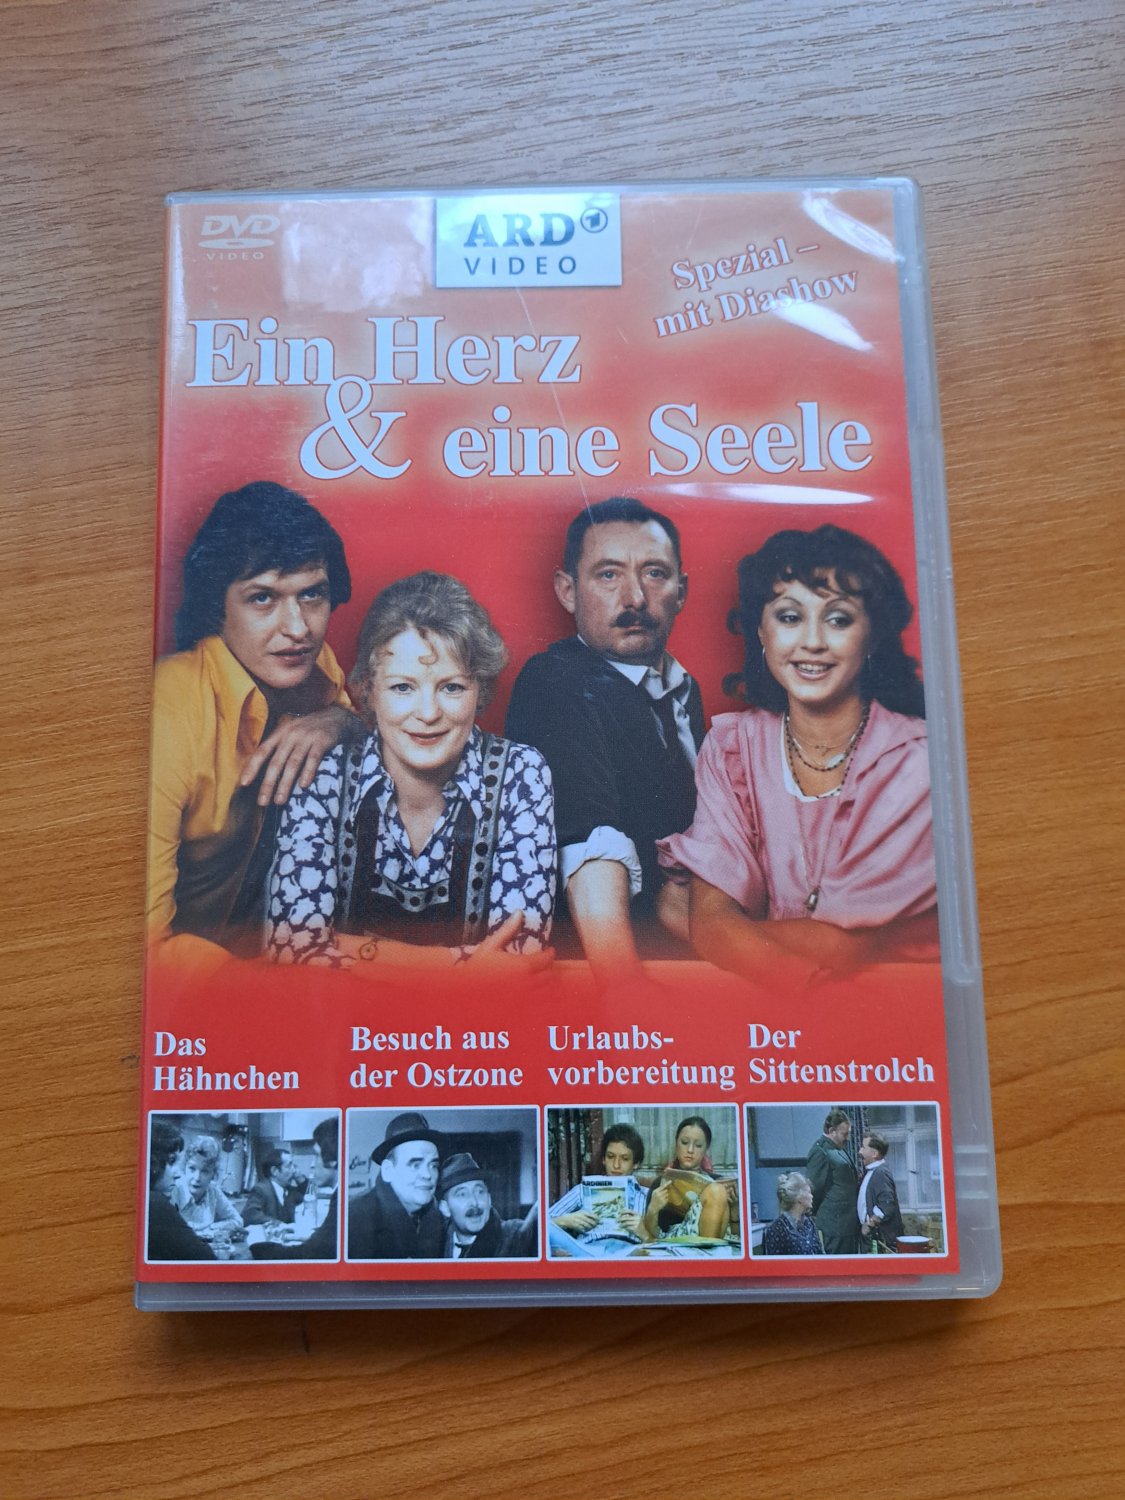 DVD
VIDEO
ARD
VIDEO
Spezial –
mit Diashow
Ein Herz
& eine Seele
Das
Hähnchen
Besuch aus
der Ostzone
Urlaubs-
vorbereitung
Der
Sittenstrolch